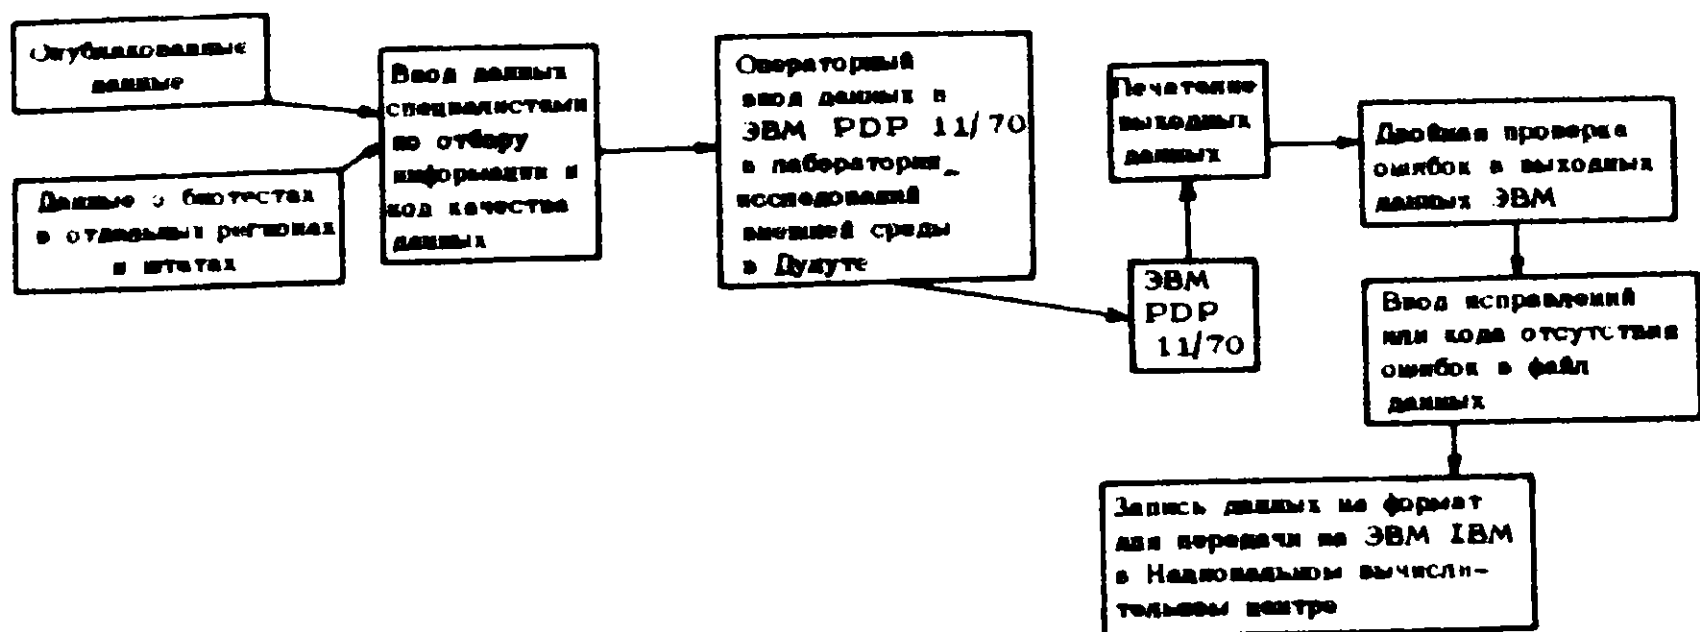 Опубликованные
данные
Данные о биотестах
в отдельных регионах
и штатах
Ввод данных
специалистами
по отбору
информации и
код качества
данных
Операторный
ввод данных в
ЭВМ PDP 11/70
в лаборатории
исследований
внешней среды
в Дулуте
ЭВМ
PDP
11/70
Печатание
выходных
данных
Двойная проверка
ошибок в выходных
данных ЭВМ
Ввод исправлений
или кода отсутствия
ошибок в файл
данных
Запись данных на формат
для передачи на ЭВМ IBM
в Национальном вычисли-
тельном центре